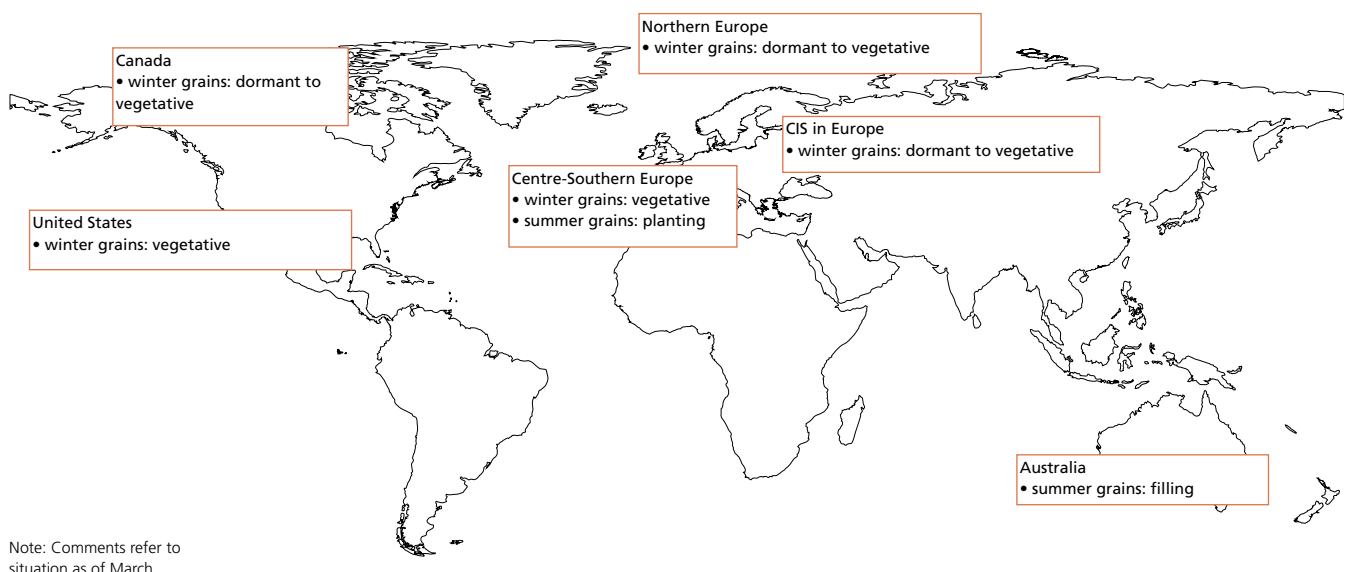 Northern Europe
• winter grains: dormant to vegetative
Canada
• winter grains: dormant to
vegetative
CIS in Europe
• winter grains: dormant to vegetative
Centre-Southern Europe
• winter grains: vegetative
• summer grains: planting
United States
• winter grains: vegetative
Australia
• summer grains: filling
Note: Comments refer to
situation as of March